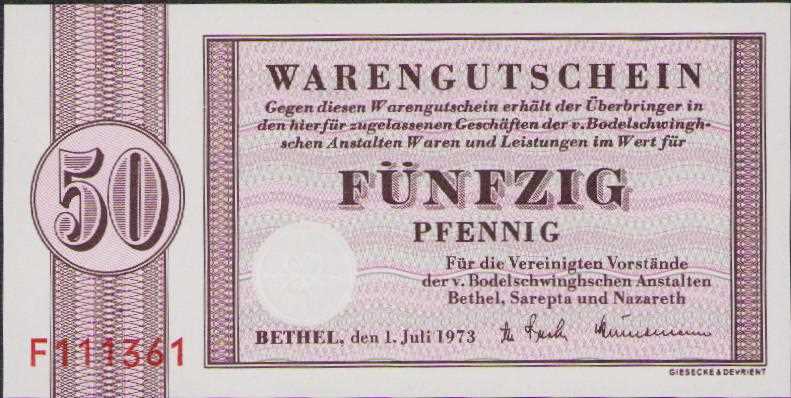 WARENGUTSCHEIN
Gegen diesen Warengutschein erhält der Überbringer in
den hierfür zugelassenen Geschäften der v. Bodelschwingh-
schen Anstalten Waren und Leistungen im Wert für
50
FÜNFZIG
PFENNIG
Für die Vereinigten Vorstände
der v. Bodelschwinghschen Anstalten
Bethel, Sarepta und Nazareth
BETHEL, den 1. Juli 1973
F111361
GIESECKE & DEVRIENT